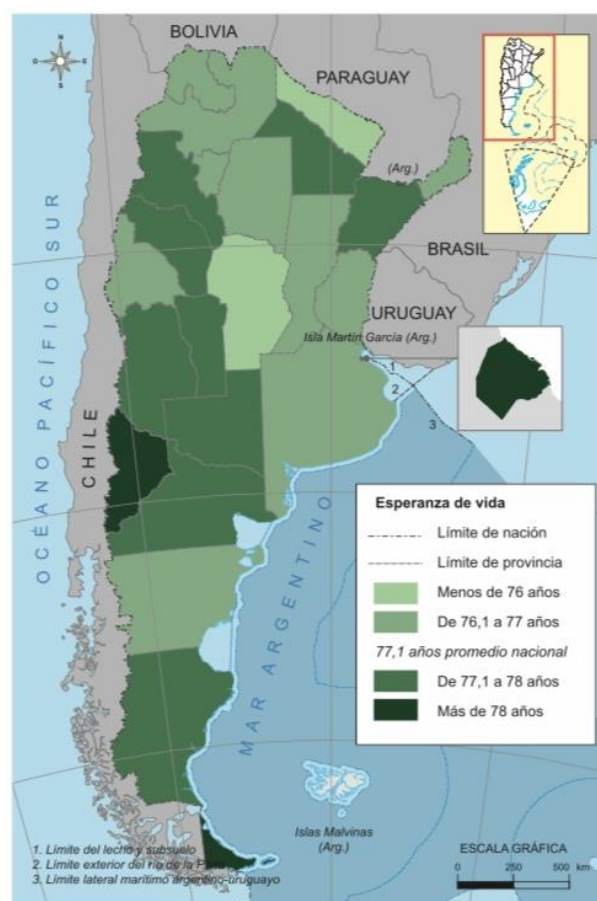 BOLIVIA
N
O
E
S
PARAGUAY
(Arg.)
BRASIL
URUGUAY
Isla Martín García (Arg.)
1
2
3
OCÉANO PACÍFICO SUR
CHILE
MAR ARGENTINO
Esperanza de vida
Límite de nación
Límite de provincia
Menos de 76 años
De 76,1 a 77 años
77,1 años promedio nacional
De 77,1 a 78 años
Más de 78 años
Islas Malvinas
(Arg.)
1. Límite del lecho y subsuelo
2. Límite exterior del río de la Plata
3. Límite lateral marítimo argentino-uruguayo
ESCALA GRÁFICA
0 250 500 km